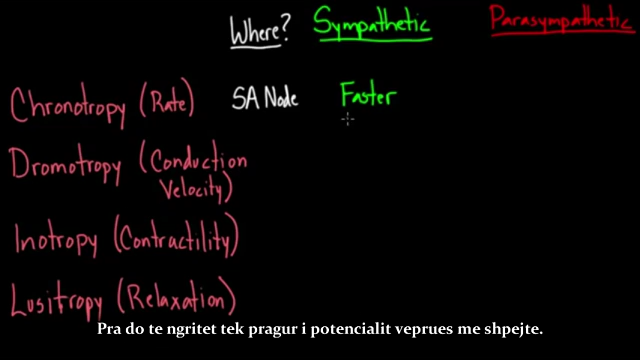 Where? Sympathetic Parasympathetic
Chronotropy (Rate) SA Node Faster
Dromotropy (Conduction
Velocity)
Inotropy (Contractility)
Lusitropy (Relaxation)
Pra do te ngritet tek pragur i potencialit veprues me shpejte.